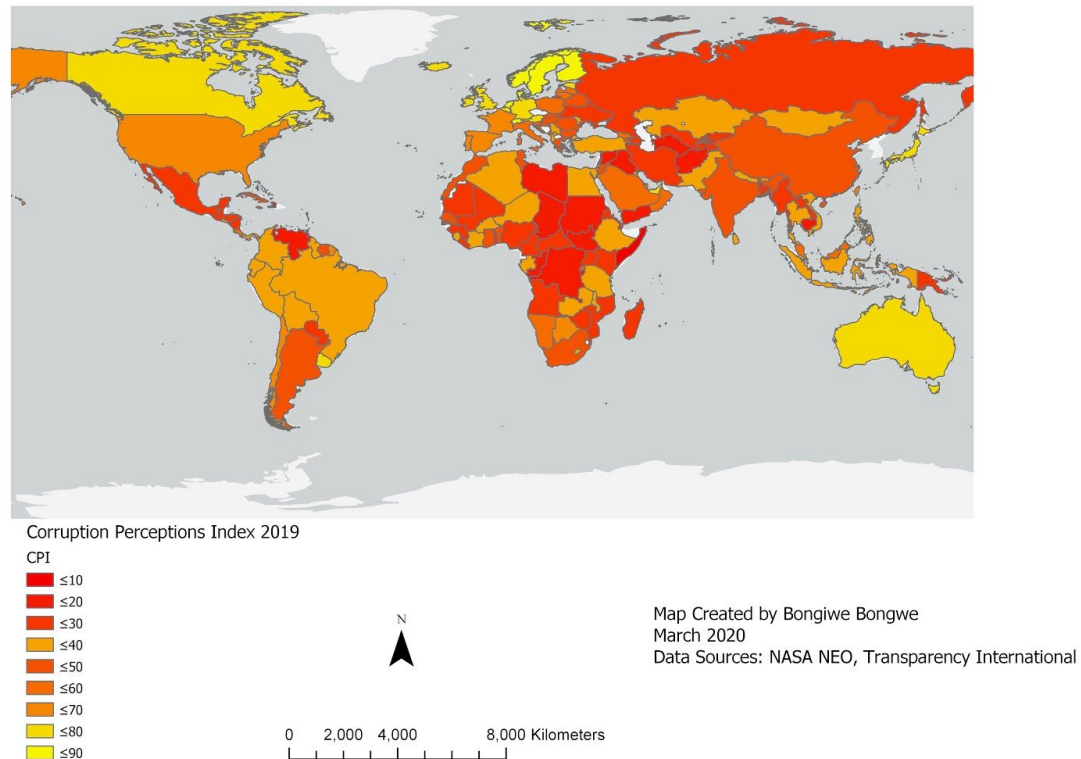 Corruption Perceptions Index 2019
CPI
≤10
≤20
≤30
≤40
≤50
≤60
≤70
≤80
≤90
N
0 2,000 4,000 8,000 Kilometers
Map Created by Bongiwe Bongwe
March 2020
Data Sources: NASA NEO, Transparency International